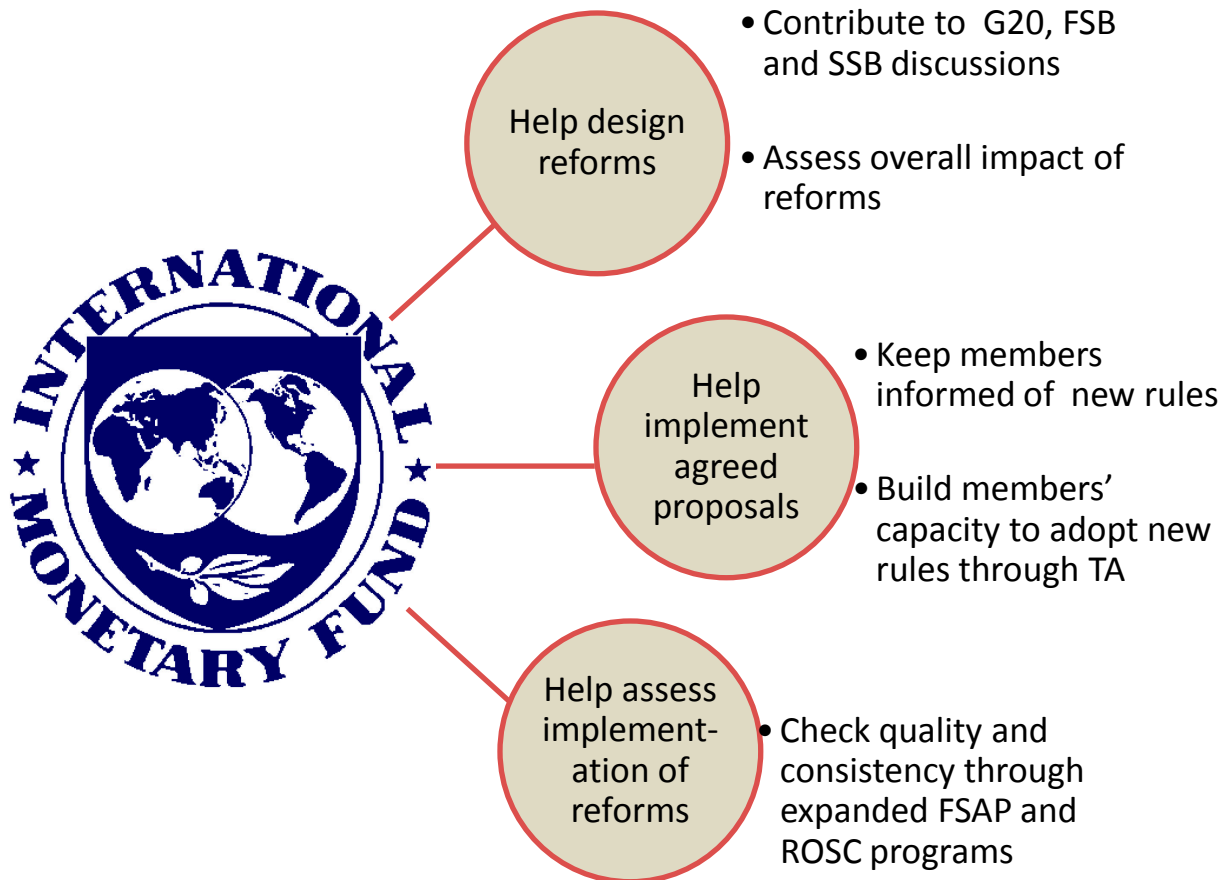 INTERNATIONAL
MONETARY FUND
Help design
reforms
• Contribute to G20, FSB
and SSB discussions
• Assess overall impact of
reforms
Help
implement
agreed
proposals
• Keep members
informed of new rules
• Build members’
capacity to adopt new
rules through TA
Help assess
implement-
ation of
reforms
• Check quality and
consistency through
expanded FSAP and
ROSC programs